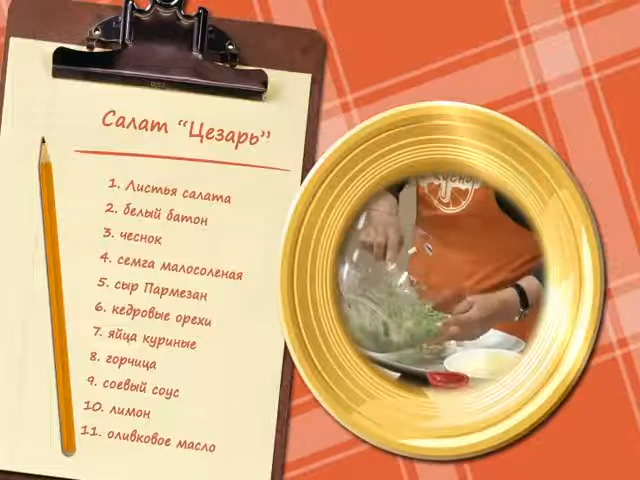 Салат “Цезарь”
1. Листья салата
2. белый батон
3. чеснок
4. семга малосоленая
5. сыр Пармезан
6. кедровые орехи
7. яйца куриные
8. горчица
9. соевый соус
10. лимон
11. оливковое масло